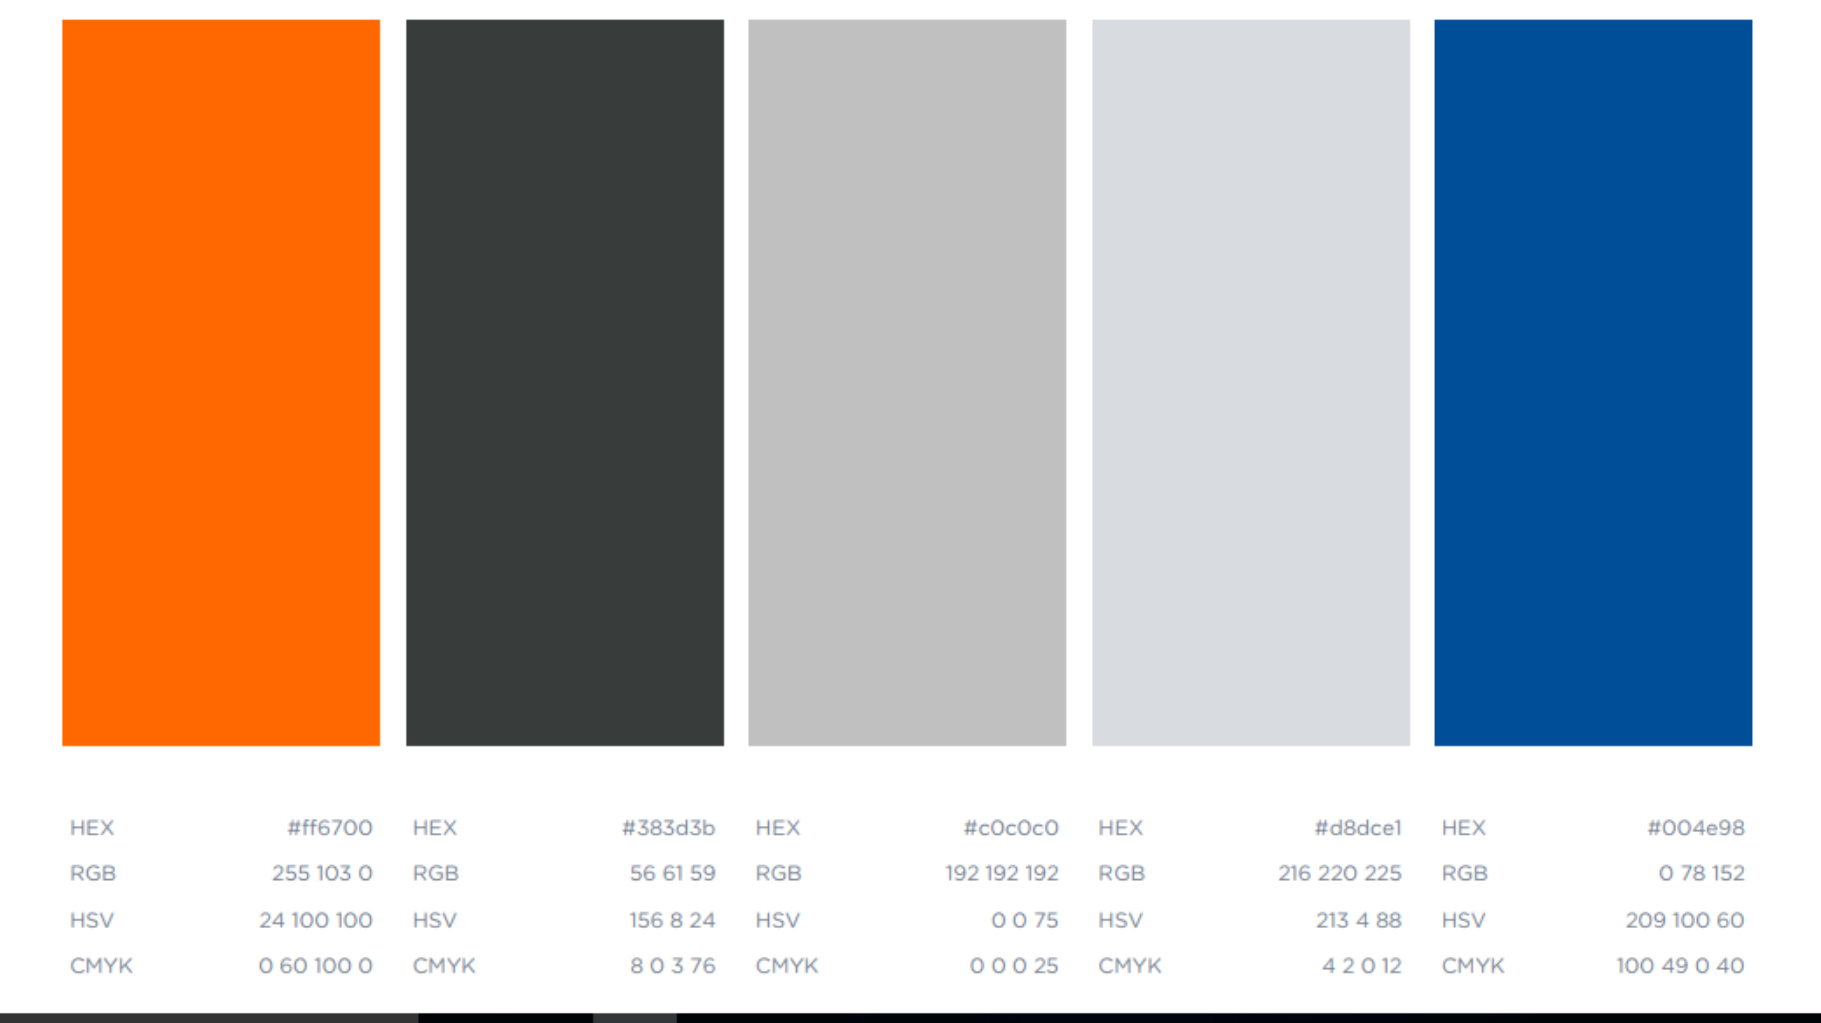 HEX #ff6700 HEX #383d3b HEX #c0c0c0 HEX #d8dce1 HEX #004e98
RGB 255 103 0 RGB 56 61 59 RGB 192 192 192 RGB 216 220 225 RGB 0 78 152
HSV 24 100 100 HSV 156 8 24 HSV 0 0 75 HSV 213 4 88 HSV 209 100 60
CMYK 0 60 100 0 CMYK 8 0 3 76 CMYK 0 0 0 25 CMYK 4 2 0 12 CMYK 100 49 0 40